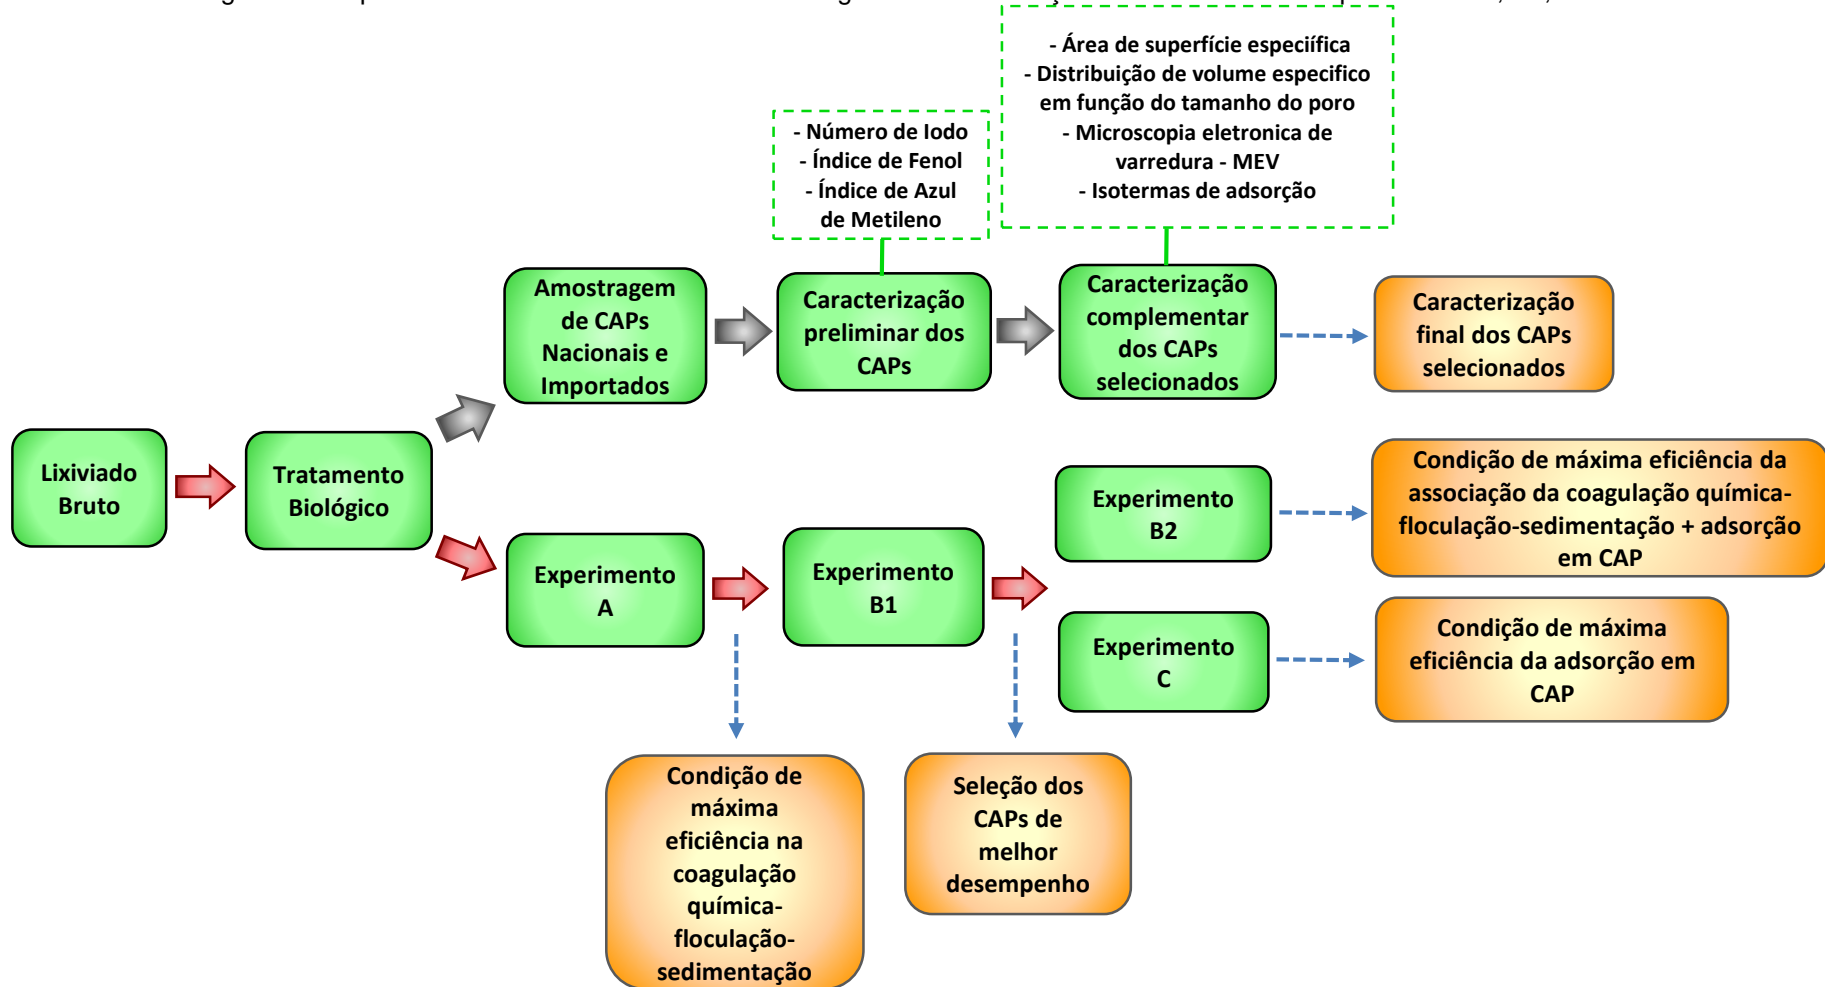 - Área de superfície especiífica
- Distribuição de volume especifico
em função do tamanho do poro
- Microscopia eletronica de
varredura - MEV
- Isotermas de adsorção
- Número de Iodo
- Índice de Fenol
- Índice de Azul
de Metileno
Amostragem
de CAPs
Nacionais e
Importados
Caracterização
preliminar dos
CAPs
Caracterização
complementar
dos CAPs
selecionados
Caracterização
final dos CAPs
selecionados
Lixiviado
Bruto
Tratamento
Biológico
Experimento
A
Experimento
B1
Experimento
B2
Condição de máxima eficiência da
associação da coagulação química-
floculação-sedimentação + adsorção
em CAP
Experimento
C
Condição de máxima
eficiência da adsorção em
CAP
Condição de
máxima
eficiência na
coagulação
química-
floculação-
sedimentação
Seleção dos
CAPs de
melhor
desempenho